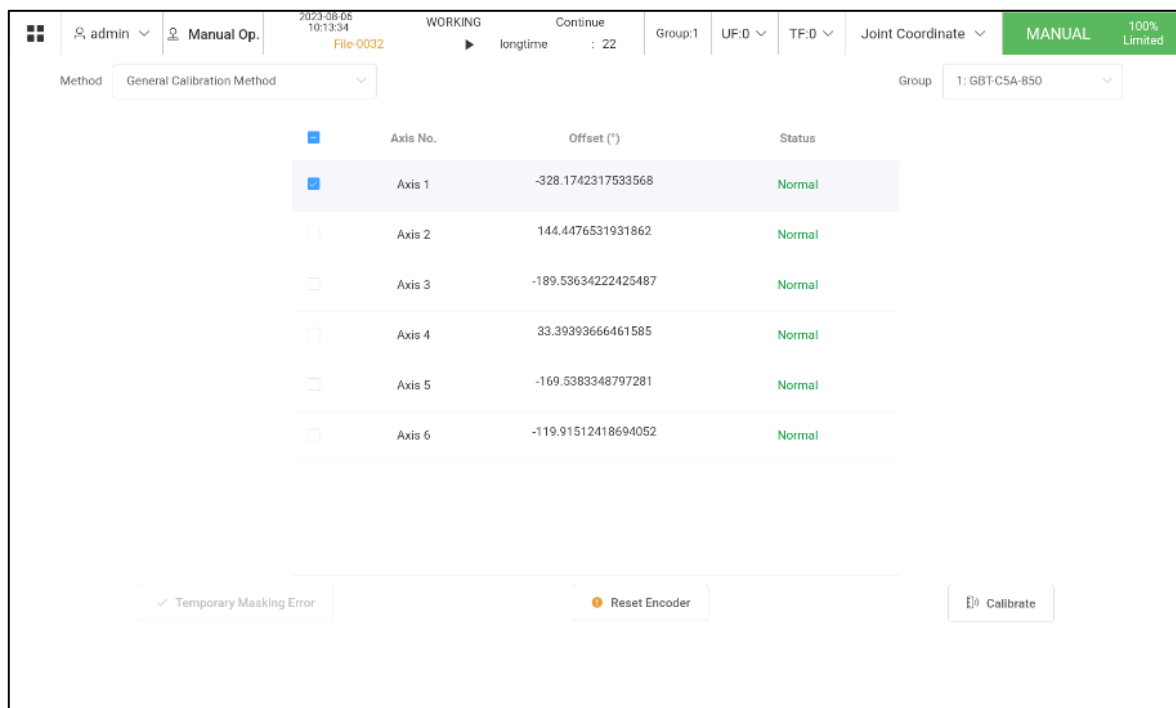 admin
Manual Op.
2023-08-06
10:13:34
File-0032
WORKING
Continue
longtime : 22
Group:1
UF:0
TF:0
Joint Coordinate
MANUAL
100%
Limited
Method General Calibration Method
Group 1: GBT-C5A-850
Axis No. Offset (°) Status
Axis 1 -328.1742317533568 Normal
Axis 2 144.4476531931862 Normal
Axis 3 -189.53634222425487 Normal
Axis 4 33.39393666461585 Normal
Axis 5 -169.5383348797281 Normal
Axis 6 -119.91512418694052 Normal
Temporary Masking Error
Reset Encoder
Calibrate